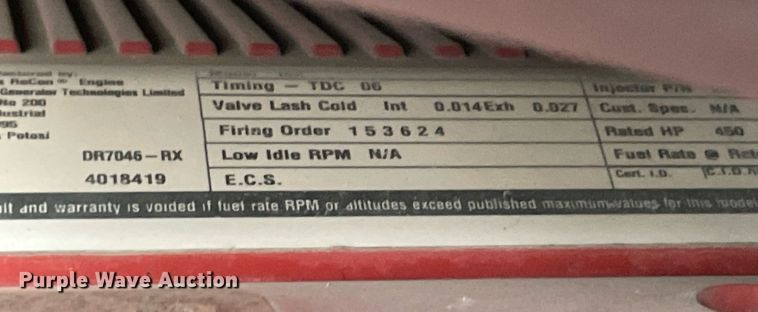 ReCon ® Engine
Generator Technologies Limited
No 200
dustrial
995
Potosi
DR7046-RX
4018419
Timing - TDC 06
Valve Lash Cold Int 0.014 Exh 0.027
Firing Order 1 5 3 6 2 4
Low Idle RPM N/A
E.C.S.
Injector P/N
Cust. Spec. N/A
Rated HP 450
Fuel Rate @
Cert. I.D.
and warranty is voided if fuel rate RPM or altitudes exceed published maximum values for this model
Purple Wave Auction